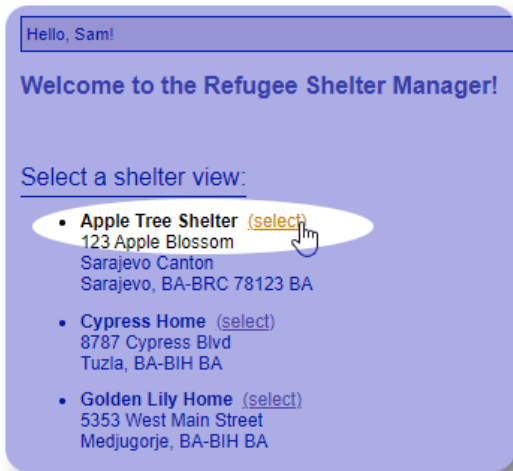 Hello, Sam!
Welcome to the Refugee Shelter Manager!
Select a shelter view:
• Apple Tree Shelter (select)
123 Apple Blossom
Sarajevo Canton
Sarajevo, BA-BRC 78123 BA
• Cypress Home (select)
8787 Cypress Blvd
Tuzla, BA-BIH BA
• Golden Lily Home (select)
5353 West Main Street
Medjugorje, BA-BIH BA